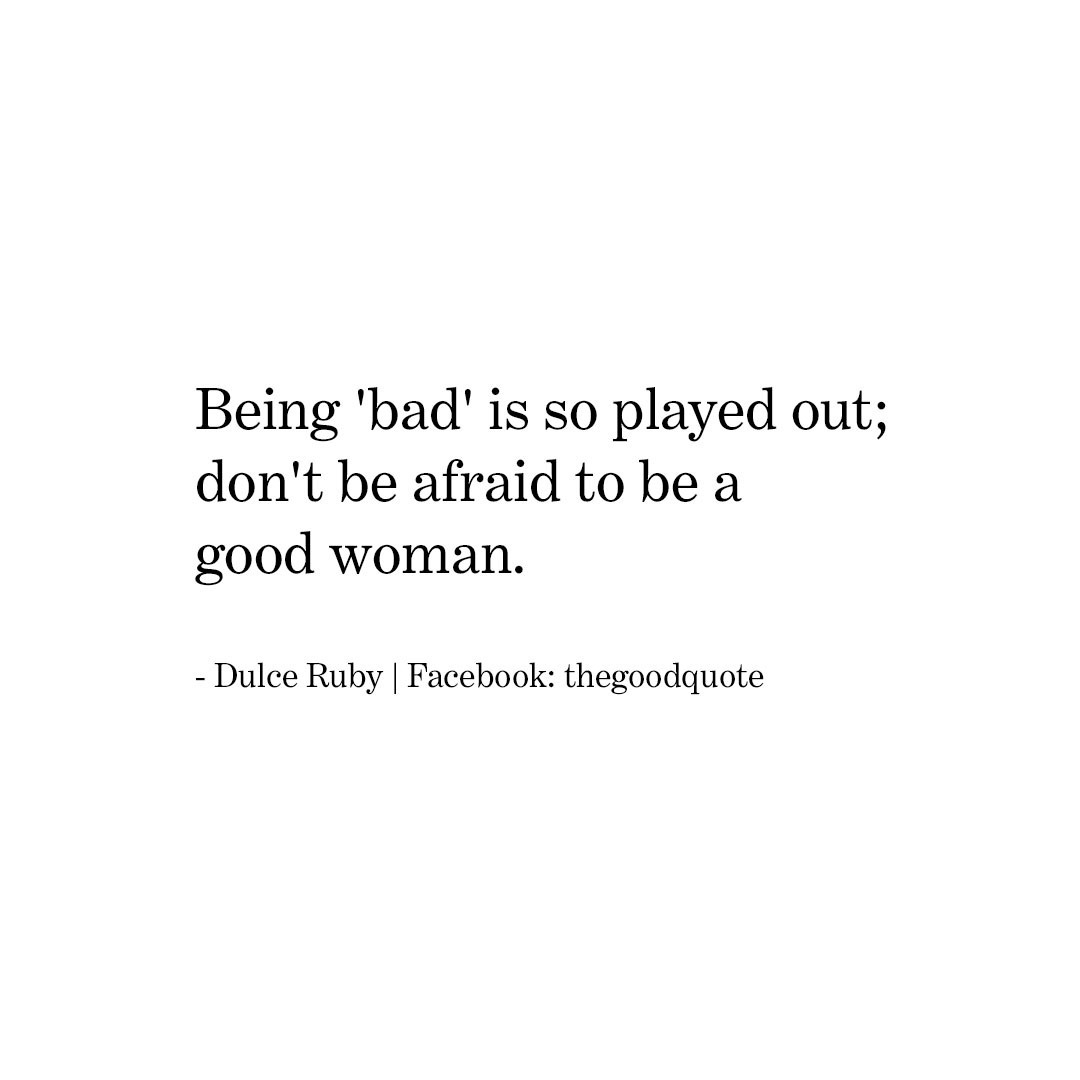 Being 'bad' is so played out;
don't be afraid to be a
good woman.
- Dulce Ruby | Facebook: thegoodquote